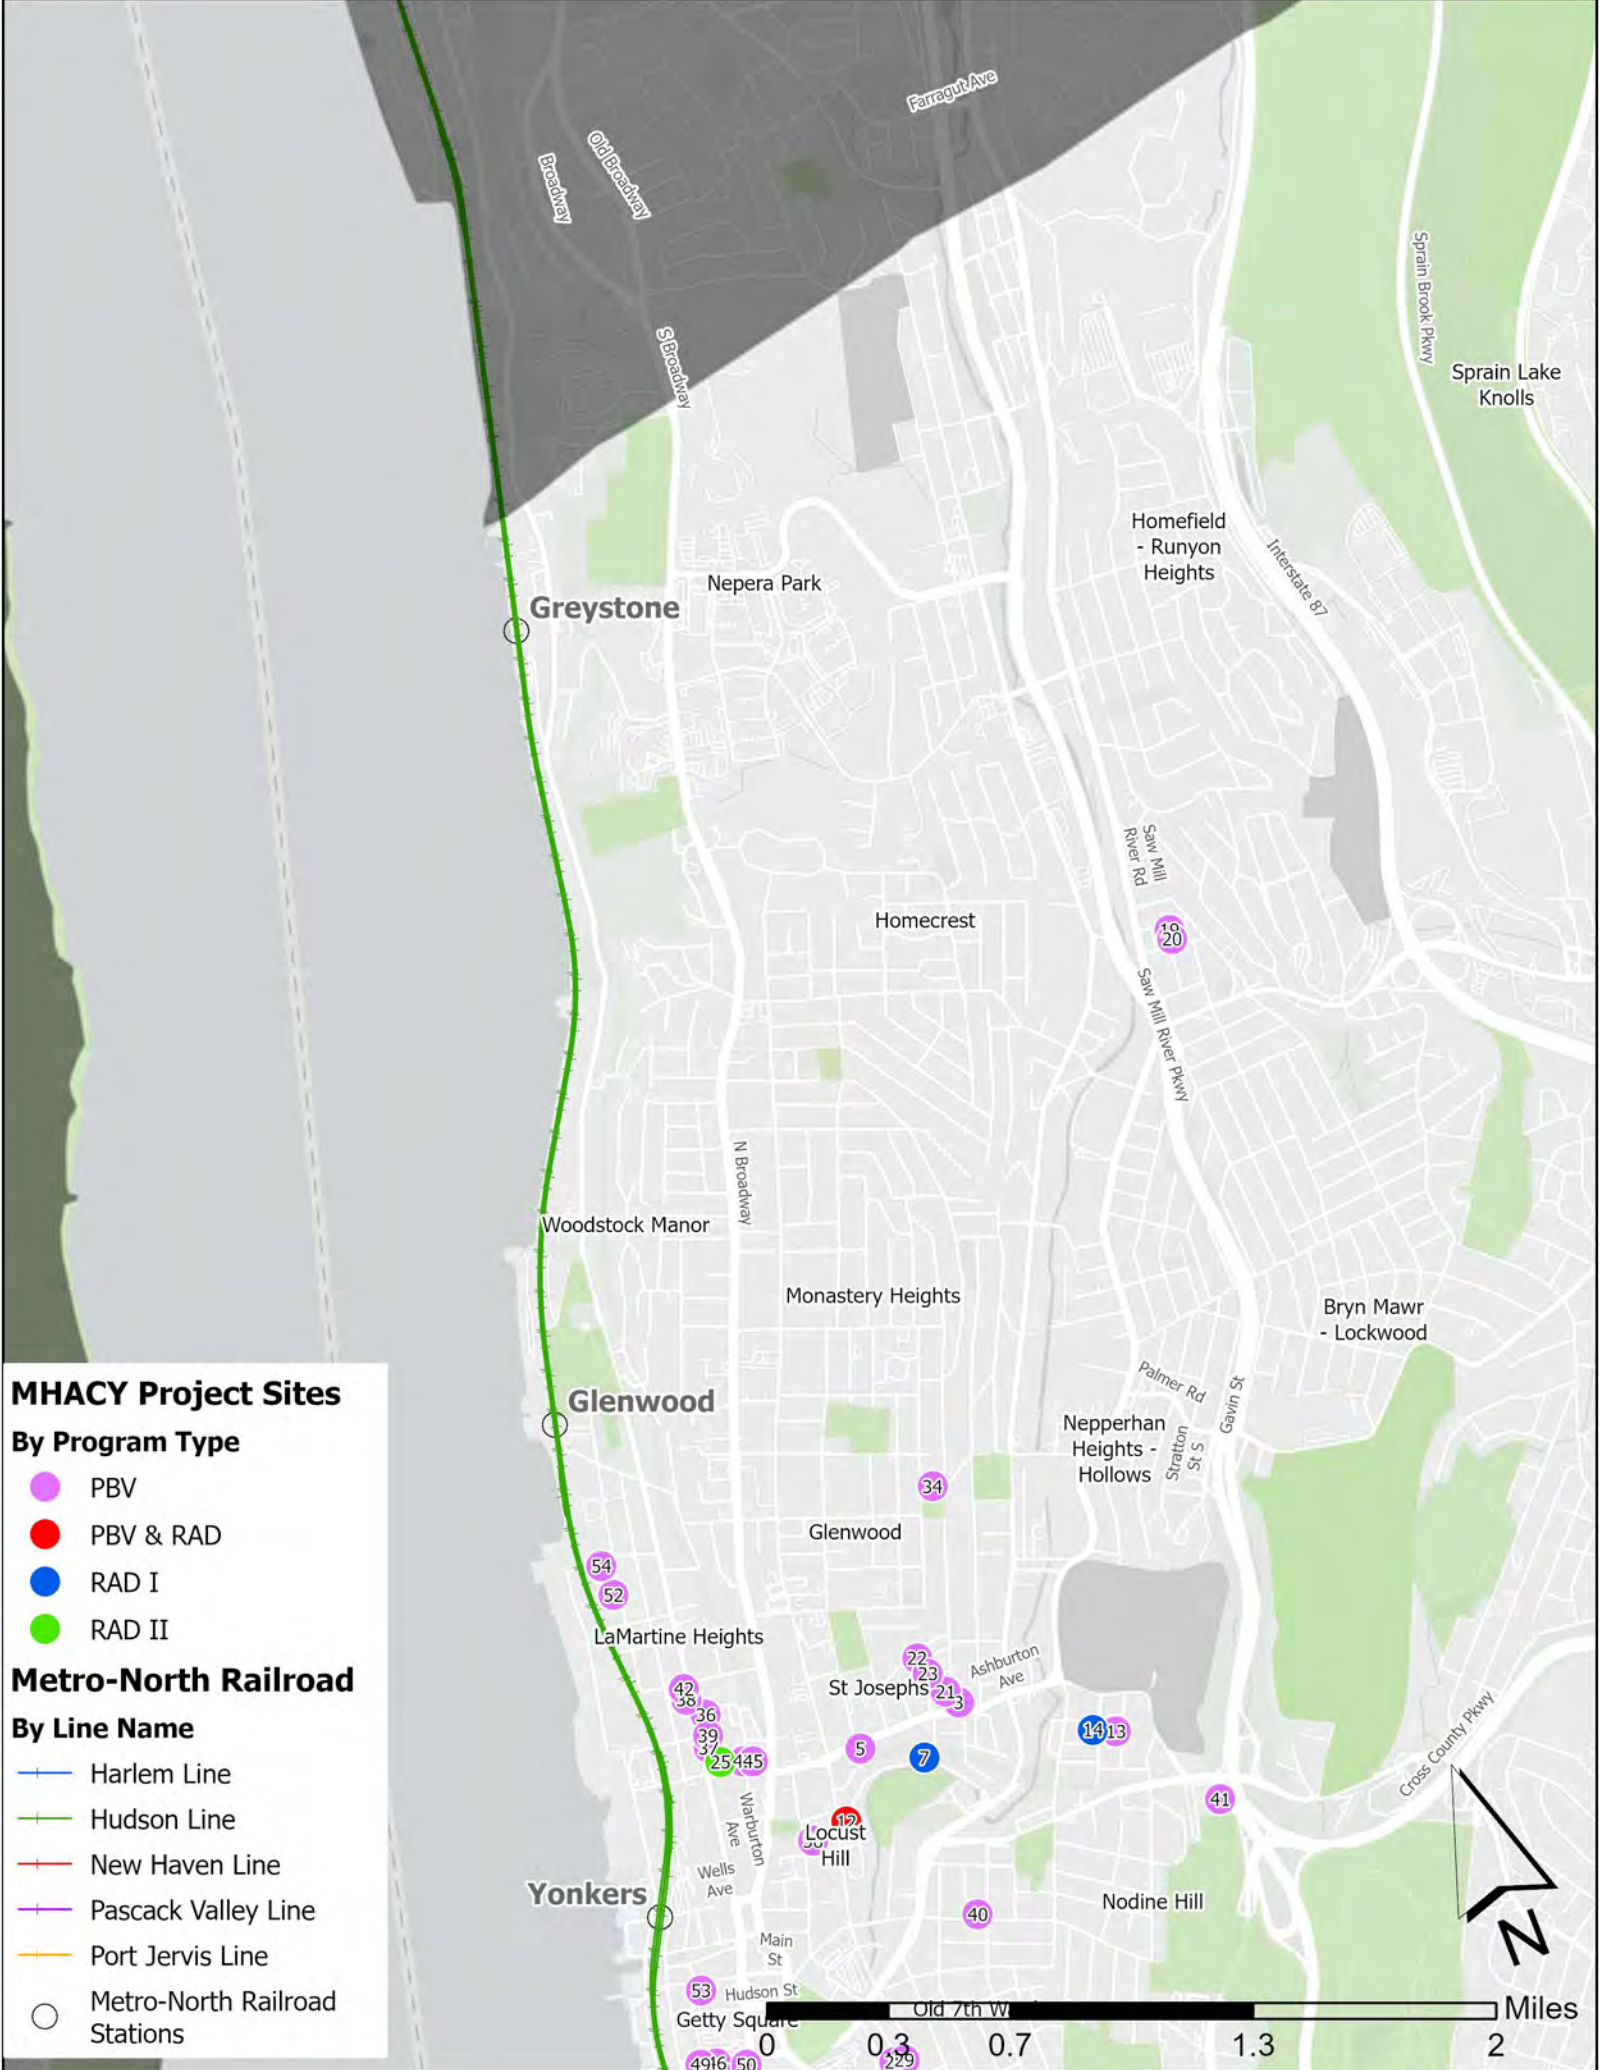 Farragut Ave
Old Broadway
Broadway
S Broadway
Sprain Brook Pkwy
Sprain Lake
Knolls
Homefield
- Runyon
Heights
Interstate 87
Nepera Park
Greystone
Saw Mill
River Rd
Homecrest
19
20
Saw Mill River Pkwy
N Broadway
Woodstock Manor
Monastery Heights
Bryn Mawr
- Lockwood
Palmer Rd
Gavin St
Stratton
St S
Glenwood
Nepperhan
Heights -
Hollows
34
Glenwood
54
52
LaMartine Heights
22
23
21
3
St Josephs
Ashburton
Ave
42
38
36
39
37
25
45
5
7
14
13
Cross County Pkwy
41
12
Locust
Hill
Warburton
Ave
Wells
Ave
Yonkers
40
Nodine Hill
Main
St
53
Hudson St
Getty Square
Old 7th
50
49
N
0
0.3
0.7
1.3
2
Miles
MHACY Project Sites
By Program Type
PBV
PBV & RAD
RAD I
RAD II
Metro-North Railroad
By Line Name
Harlem Line
Hudson Line
New Haven Line
Pascack Valley Line
Port Jervis Line
Metro-North Railroad
Stations